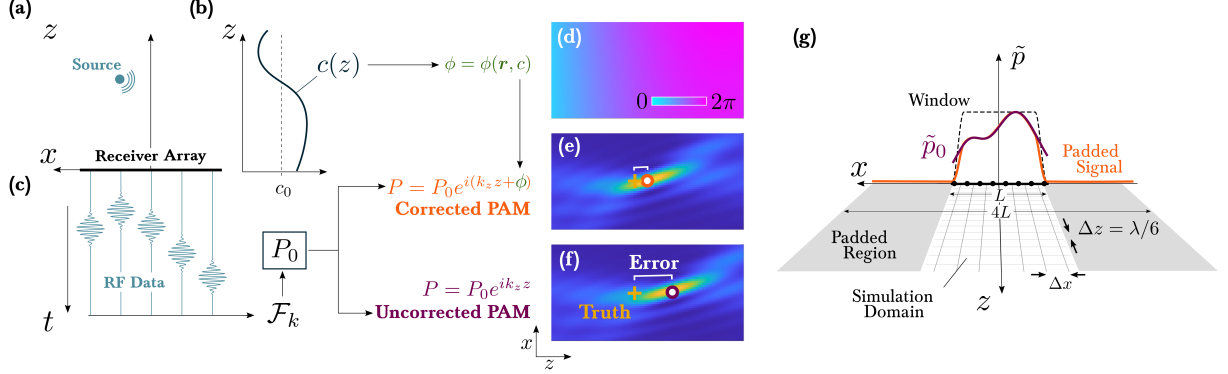 (a)
z
Source
x
Receiver Array
(c)
RF Data
t
(b)
z
c(z)
c₀
ϕ = ϕ(r, c)
P₀
ℱₖ
P = P₀e^{i(k_z z+ϕ)}
Corrected PAM
P = P₀e^{ik_z z}
Uncorrected PAM
x
z
(d)
0
2π
(e)
(f)
Error
Truth
(g)
p̃
Window
p̃₀
Padded
Signal
x
L
4L
Δz = λ/6
Padded
Region
Δx
Simulation
Domain
z